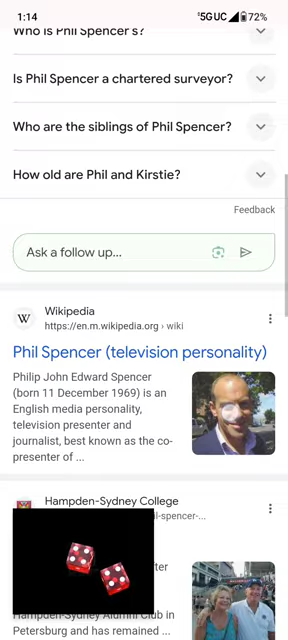 1:14
5GUC 72%
Who is Phil Spencer's?
Is Phil Spencer a chartered surveyor?
Who are the siblings of Phil Spencer?
How old are Phil and Kirstie?
Feedback
Ask a follow up...
W
Wikipedia
https://en.m.wikipedia.org › wiki
Phil Spencer (television personality)
Philip John Edward Spencer
(born 11 December 1969) is an
English media personality,
television presenter and
journalist, best known as the co-
presenter of ...
Hampden-Sydney College
il-spencer-...
fter
Hampden-Sydney Alumni Club in
Petersburg and has remained ...